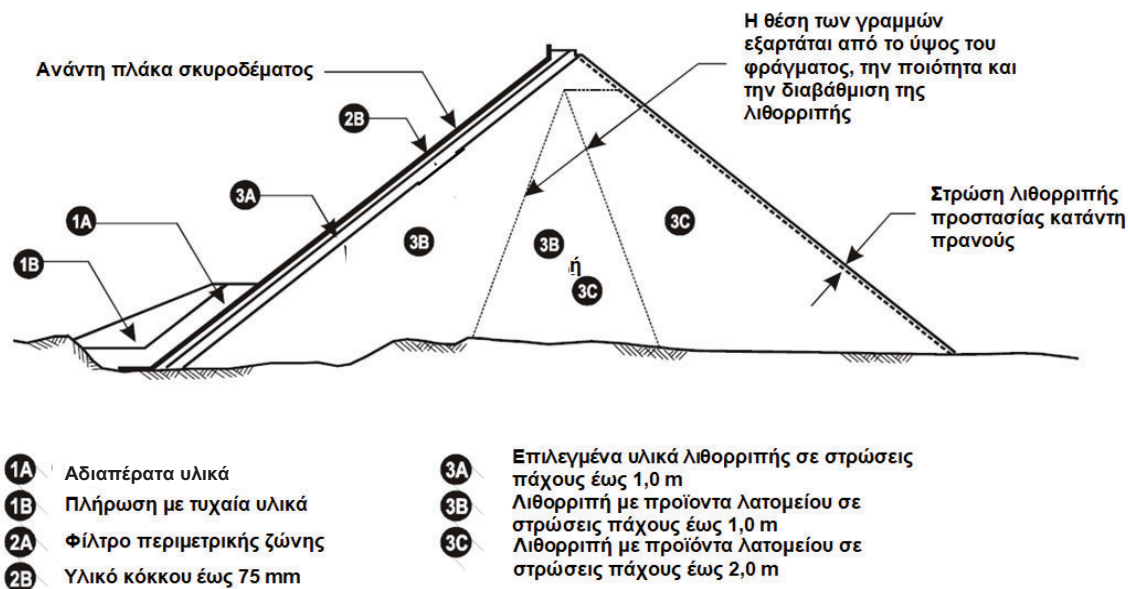 Η θέση των γραμμών
εξαρτάται από το ύψος του
φράγματος, την ποιότητα και
την διαβάθμιση της
λιθορριπής
Ανάντη πλάκα σκυροδέματος
2B
3A
1A
1B
3B
3B
ή
3C
3C
Στρώση λιθορριπής
προστασίας κατάντη
πρανούς
1A Αδιαπέρατα υλικά
1B Πλήρωση με τυχαία υλικά
2A Φίλτρο περιμετρικής ζώνης
2B Υλικό κόκκου έως 75 mm
3A Επιλεγμένα υλικά λιθορριπής σε στρώσεις
πάχους έως 1,0 m
3B Λιθορριπή με προϊοντα λατομείου σε
στρώσεις πάχους έως 1,0 m
3C Λιθορριπή με προϊόντα λατομείου σε
στρώσεις πάχους έως 2,0 m